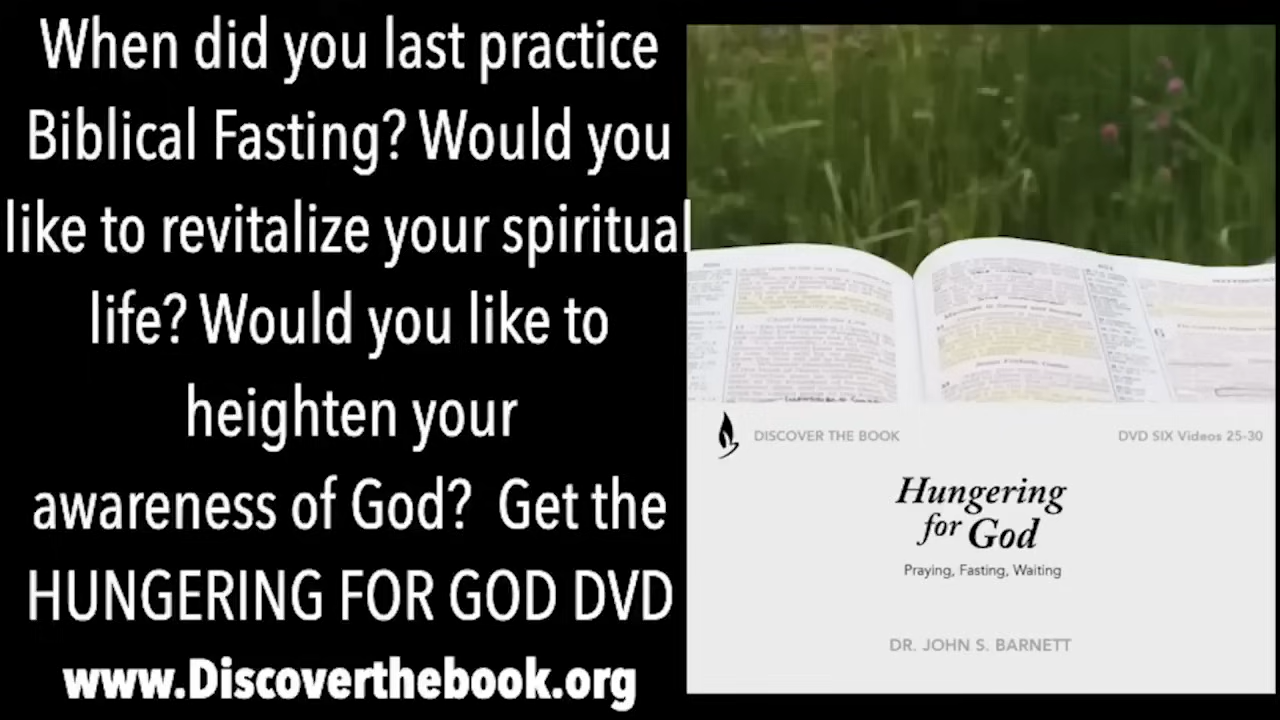 When did you last practice
Biblical Fasting? Would you
like to revitalize your spiritual
life? Would you like to
heighten your
awareness of God? Get the
HUNGERING FOR GOD DVD
www.Discoverthebook.org
DISCOVER THE BOOK
DVD SIX Videos 25-30
Hungering
for God
Praying, Fasting, Waiting
DR. JOHN S. BARNETT